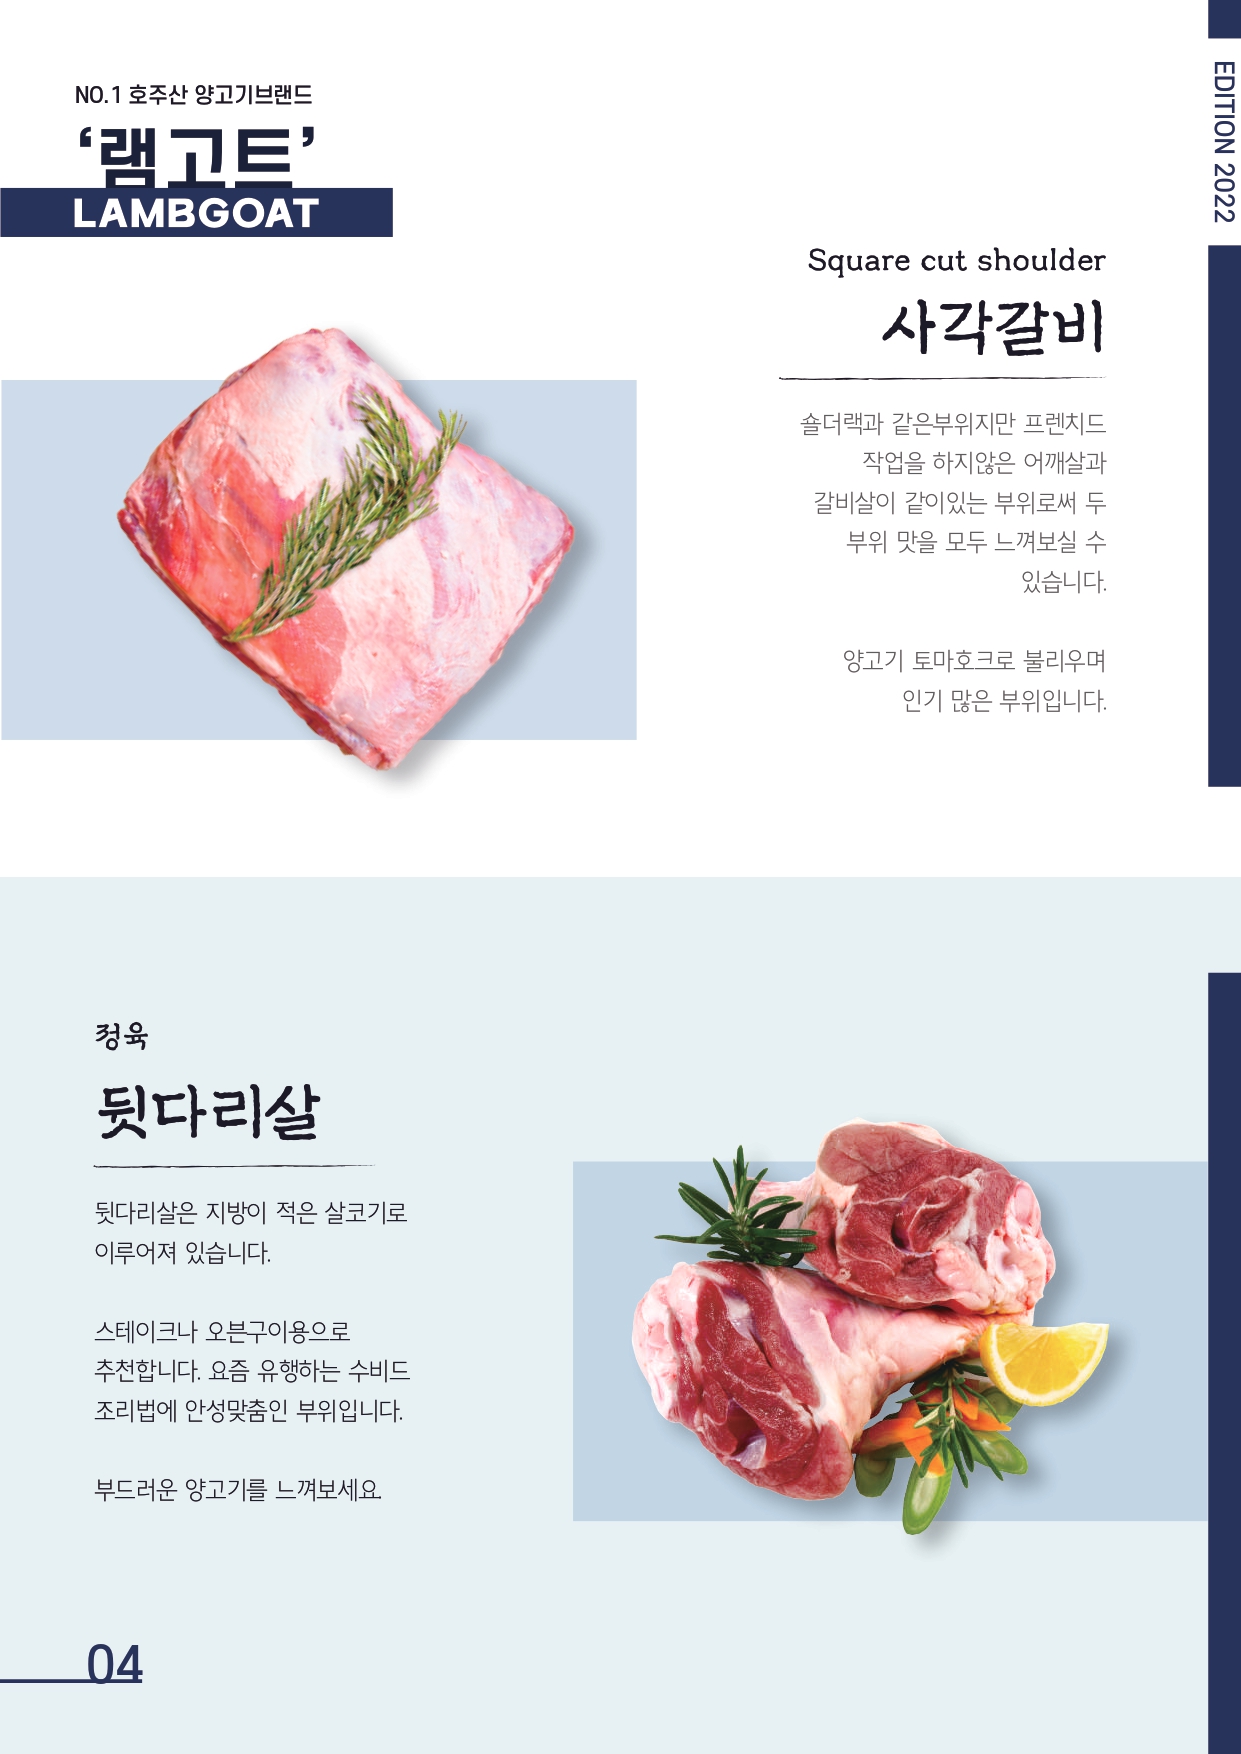 NO.1 호주산 양고기브랜드
‘램고트’
LAMBGOAT
EDITION 2022
Square cut shoulder
사각갈비
숄더랙과 같은부위지만 프렌치드
작업을 하지않은 어깨살과
갈비살이 같이있는 부위로써 두
부위 맛을 모두 느껴보실 수
있습니다.
양고기 토마호크로 불리우며
인기 많은 부위입니다.
정육
뒷다리살
뒷다리살은 지방이 적은 살코기로
이루어져 있습니다.
스테이크나 오븐구이용으로
추천합니다. 요즘 유행하는 수비드
조리법에 안성맞춤인 부위입니다.
부드러운 양고기를 느껴보세요.
04